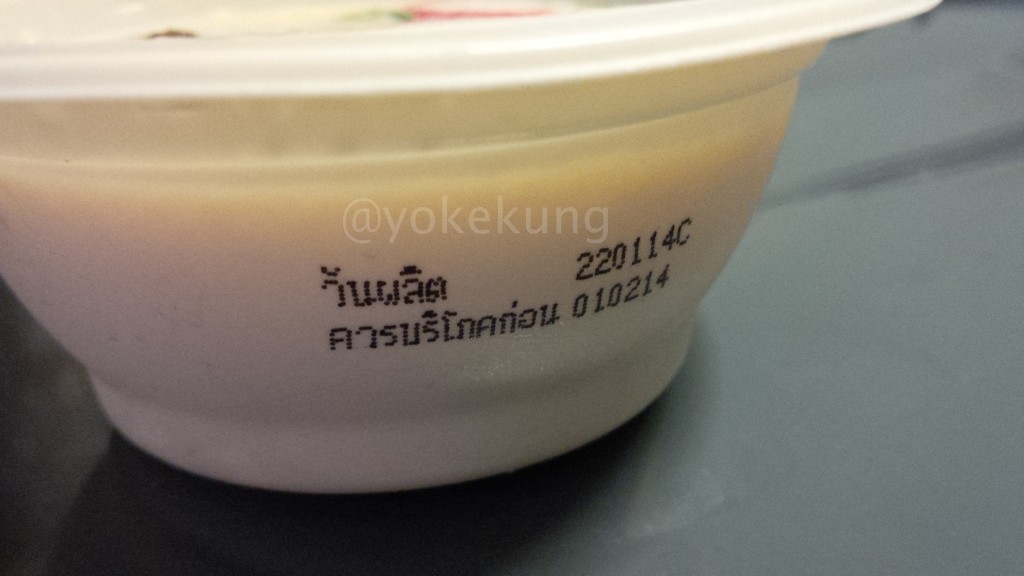 @yokekung
วันผลิต 220114C
ควรบริโภคก่อน 010214